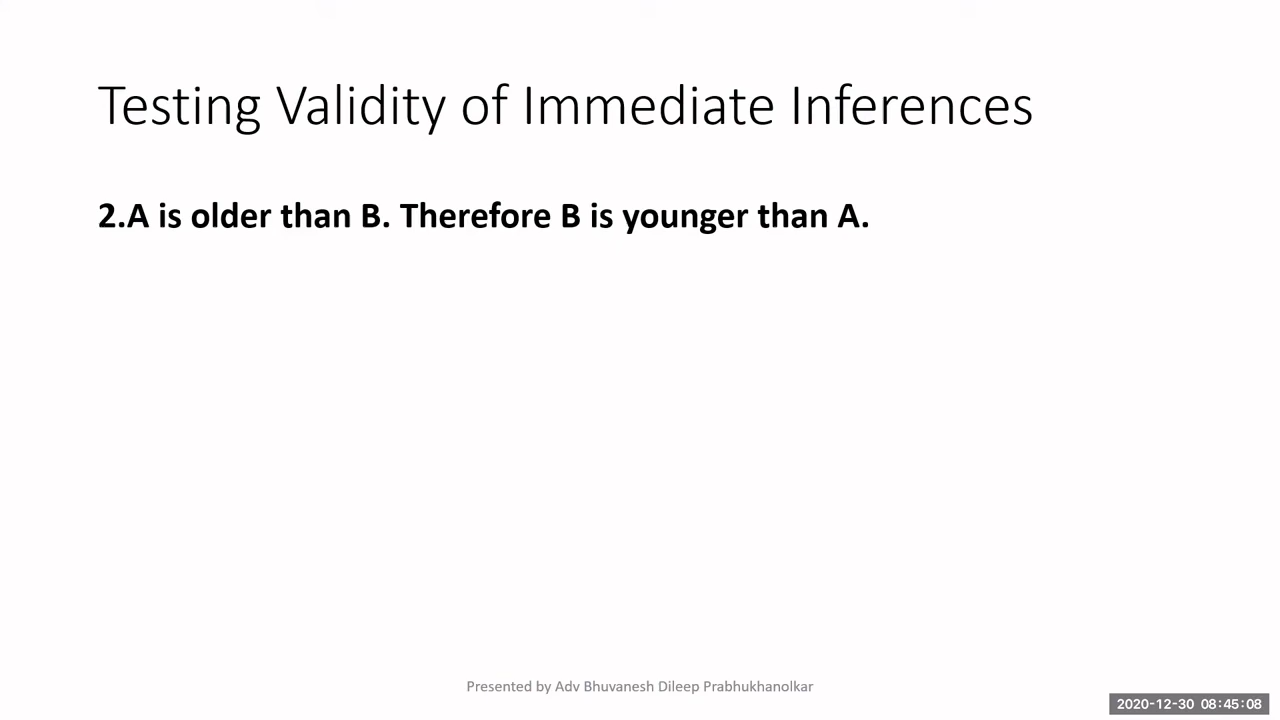 Testing Validity of Immediate Inferences
2.A is older than B. Therefore B is younger than A.
Presented by Adv Bhuvanesh Dileep Prabhukhanolkar
2020-12-30 08:45:08